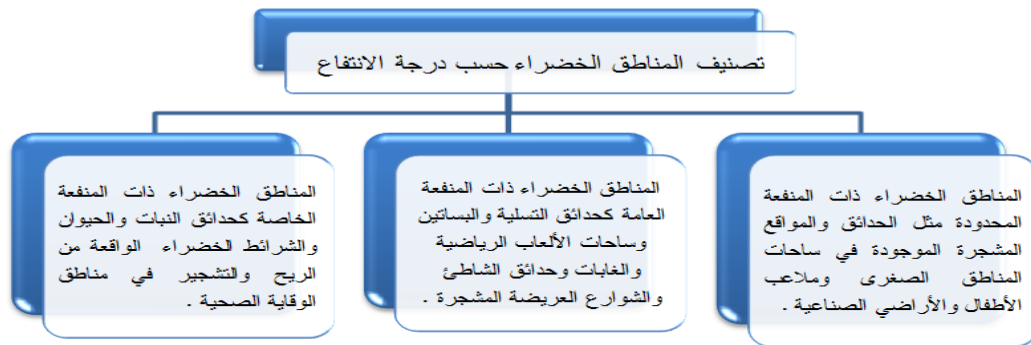 تصنيف المناطق الخضراء حسب درجة الانتفاع
المناطق الخضراء ذات المنفعة
المحدودة مثل الحدائق والمواقع
المشجرة الموجودة في ساحات
المناطق الصغرى وملاعب
الأطفال والأراضي الصناعية .
المناطق الخضراء ذات المنفعة
العامة كحدائق التسلية والبساتين
وساحات الألعاب الرياضية
والغابات وحدائق الشاطئ
والشوارع العريضة المشجرة .
المناطق الخضراء ذات المنفعة
الخاصة كحدائق النبات والحيوان
والشرائط الخضراء الواقعة من
الريح والتشجير في مناطق
الوقاية الصحية .